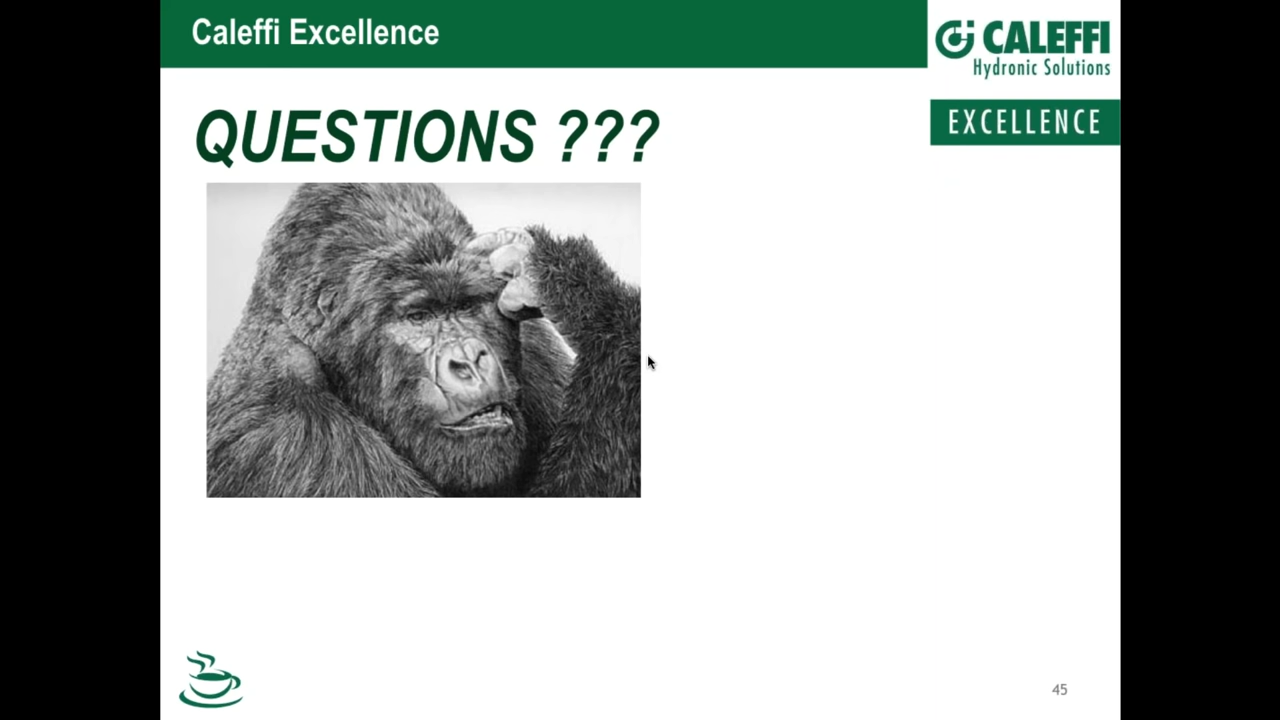 Caleffi Excellence
CALEFFI
Hydronic Solutions
EXCELLENCE
QUESTIONS ???
45